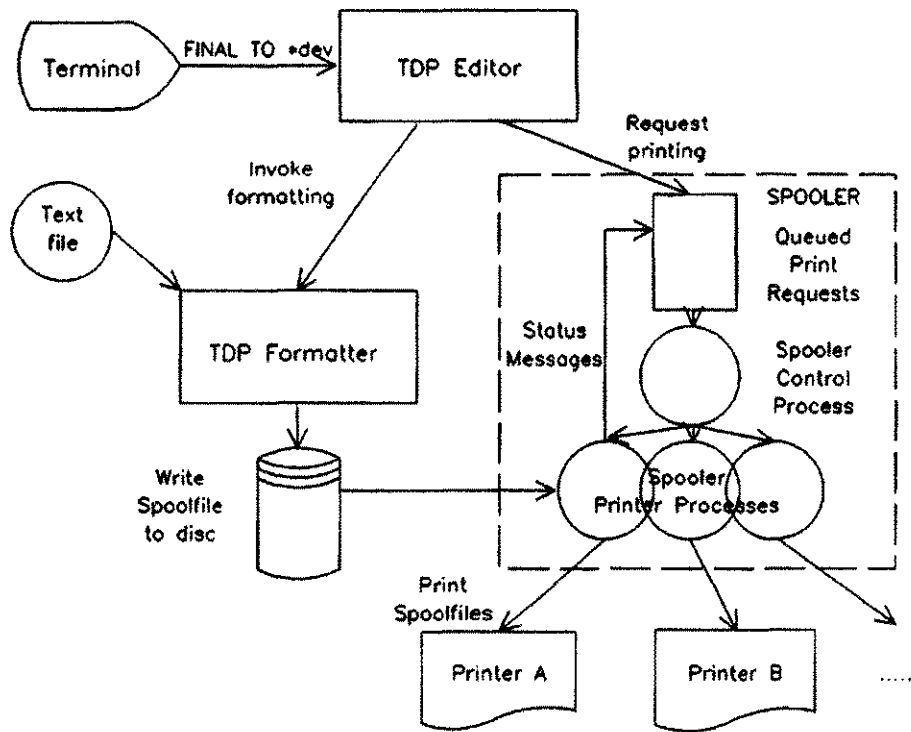 Terminal
FINAL TO *dev
TDP Editor
Request
printing
Invoke
formatting
Text
file
SPOOLER
Queued
Print
Requests
TDP Formatter
Status
Messages
Spooler
Control
Process
Write
Spoolfile
to disc
Spooler
Printer Processes
Print
Spoolfiles
Printer A
Printer B
.....